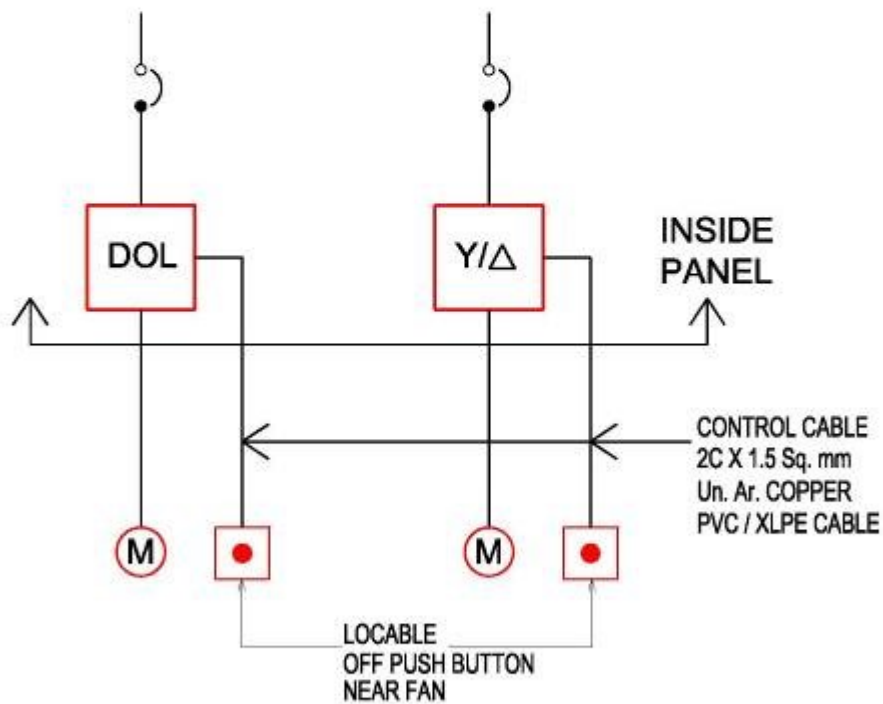 DOL
Y/△
INSIDE
PANEL
CONTROL CABLE
2C X 1.5 Sq. mm
Un. Ar. COPPER
PVC / XLPE CABLE
M
M
LOCABLE
OFF PUSH BUTTON
NEAR FAN